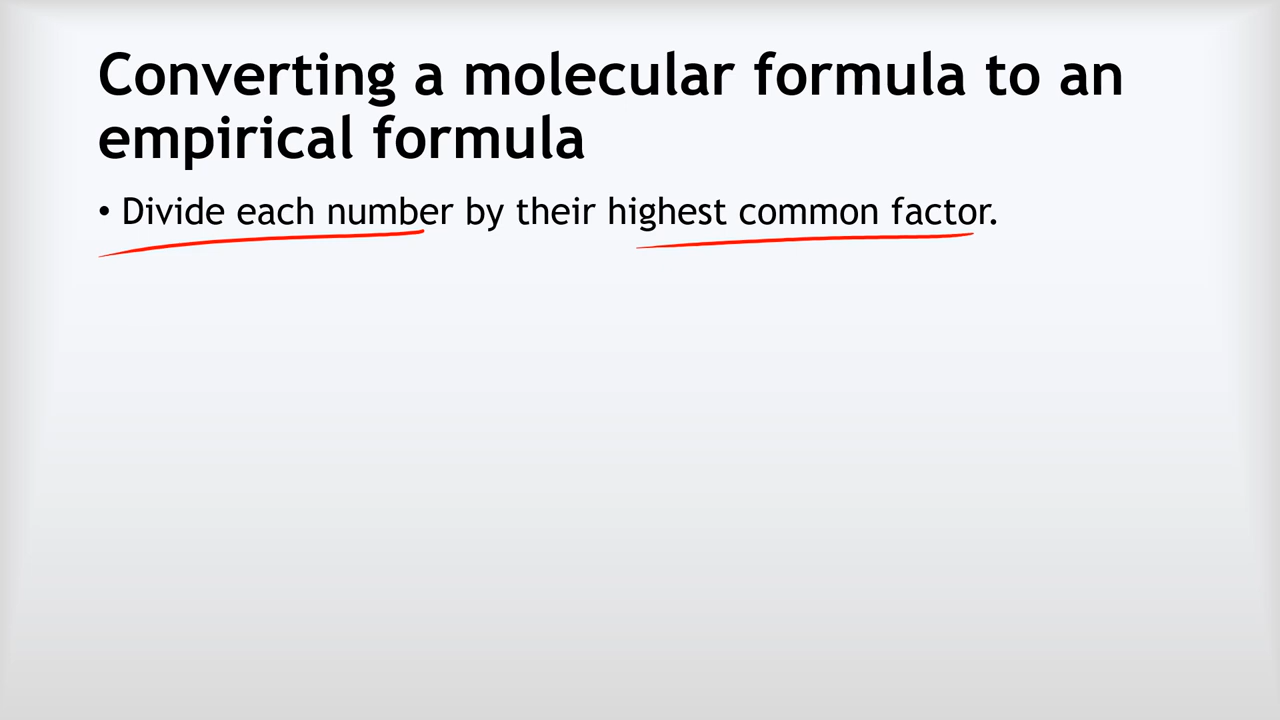 Converting a molecular formula to an
empirical formula
• Divide each number by their highest common factor.